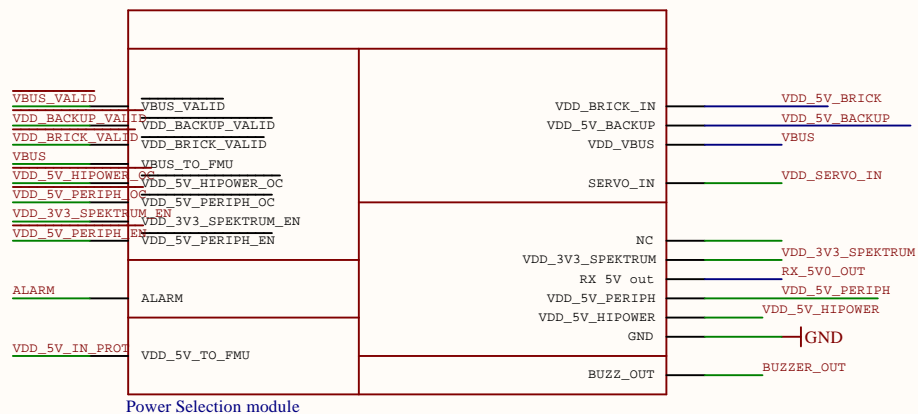 VBUS_VALID VBUS_VALID VDD_BRICK_IN VDD_5V_BRICK
VDD_BACKUP_VALID VDD_BACKUP_VALID VDD_5V_BACKUP VDD_5V_BACKUP
VDD_BRICK_VALID VDD_BRICK_VALID VDD_VBUS VBUS
VBUS VBUS_TO_FMU
VDD_5V_HIPOWER_OC VDD_5V_HIPOWER_OC SERVO_IN VDD_SERVO_IN
VDD_5V_PERIPH_OC VDD_5V_PERIPH_OC
VDD_3V3_SPEKTRUM_EN VDD_3V3_SPEKTRUM_EN
VDD_5V_PERIPH_EN VDD_5V_PERIPH_EN NC
VDD_3V3_SPEKTRUM VDD_3V3_SPEKTRUM
RX 5V out RX_5V0_OUT
ALARM ALARM VDD_5V_PERIPH VDD_5V_PERIPH
VDD_5V_HIPOWER VDD_5V_HIPOWER
GND GND
VDD_5V_IN_PROT VDD_5V_TO_FMU
BUZZ_OUT BUZZER_OUT
Power Selection module